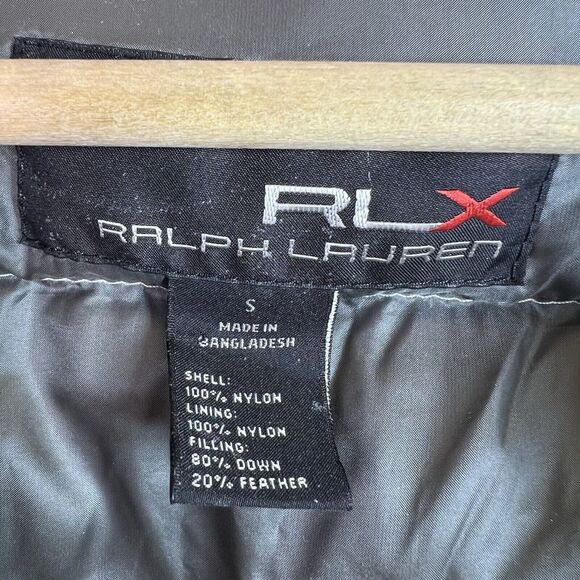 RLX
RALPH LAUREN
S
MADE IN
BANGLADESH
SHELL:
100% NYLON
LINING:
100% NYLON
FILLING:
80% DOWN
20% FEATHER